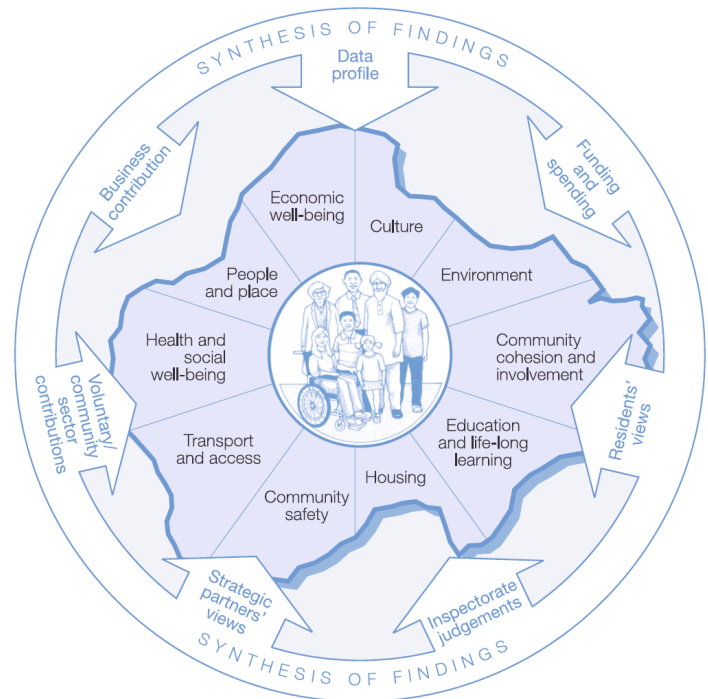 SYNTHESIS OF FINDINGS
Data
profile
Business
contribution
Funding
and
spending
Economic
well-being
Culture
People
and place
Environment
Health and
social
well-being
Community
cohesion and
involvement
Voluntary/
community
sector
contributions
Residents'
views
Transport
and access
Education
and life-long
learning
Community
safety
Housing
Strategic
partners'
views
Inspectorate
judgements
SYNTHESIS OF FINDINGS